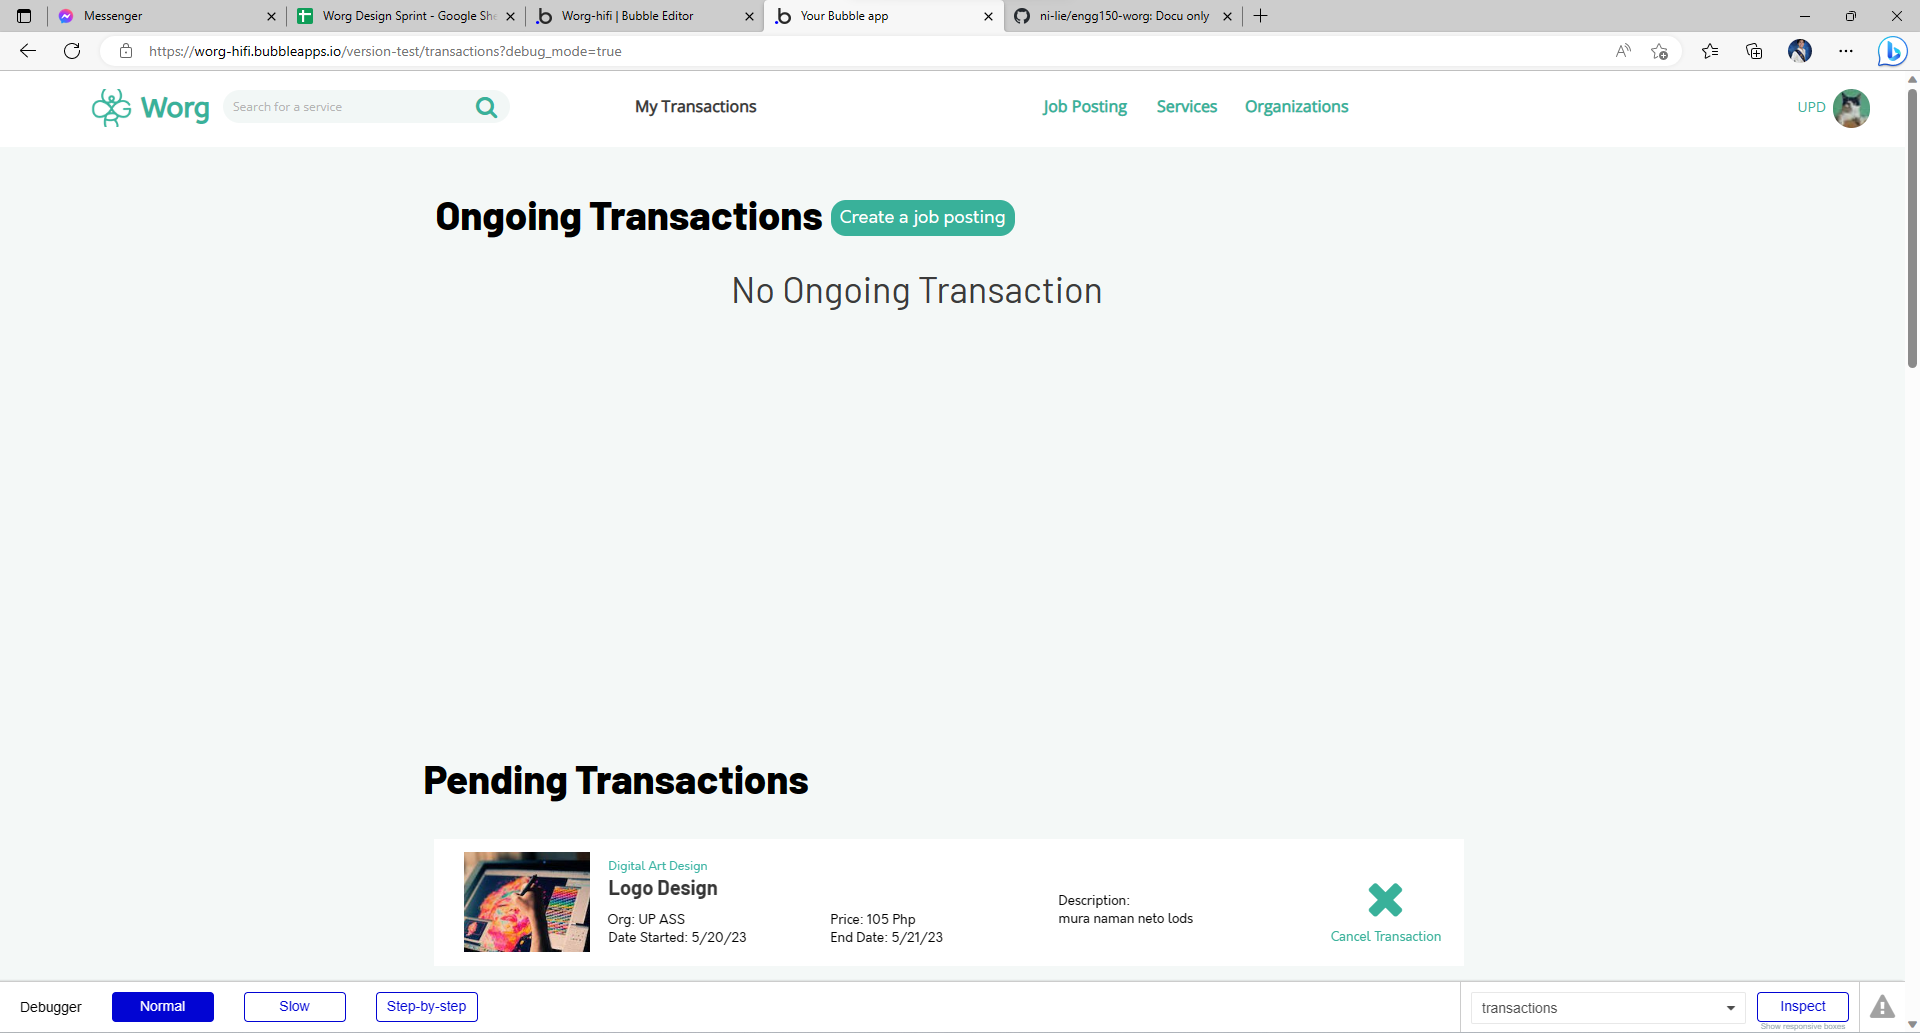 Messenger
Worg Design Sprint - Google She
Worg-hifi | Bubble Editor
Your Bubble app
ni-lie/engg150-worg: Docu only
https://worg-hifi.bubbleapps.io/version-test/transactions?debug_mode=true
Worg
Search for a service
My Transactions
Job Posting
Services
Organizations
UPD
Ongoing Transactions
Create a job posting
No Ongoing Transaction
Pending Transactions
Digital Art Design
Logo Design
Org: UP ASS
Date Started: 5/20/23
Price: 105 Php
End Date: 5/21/23
Description:
mura naman neto lods
Cancel Transaction
Debugger
Normal
Slow
Step-by-step
transactions
Inspect
Show responsive boxes